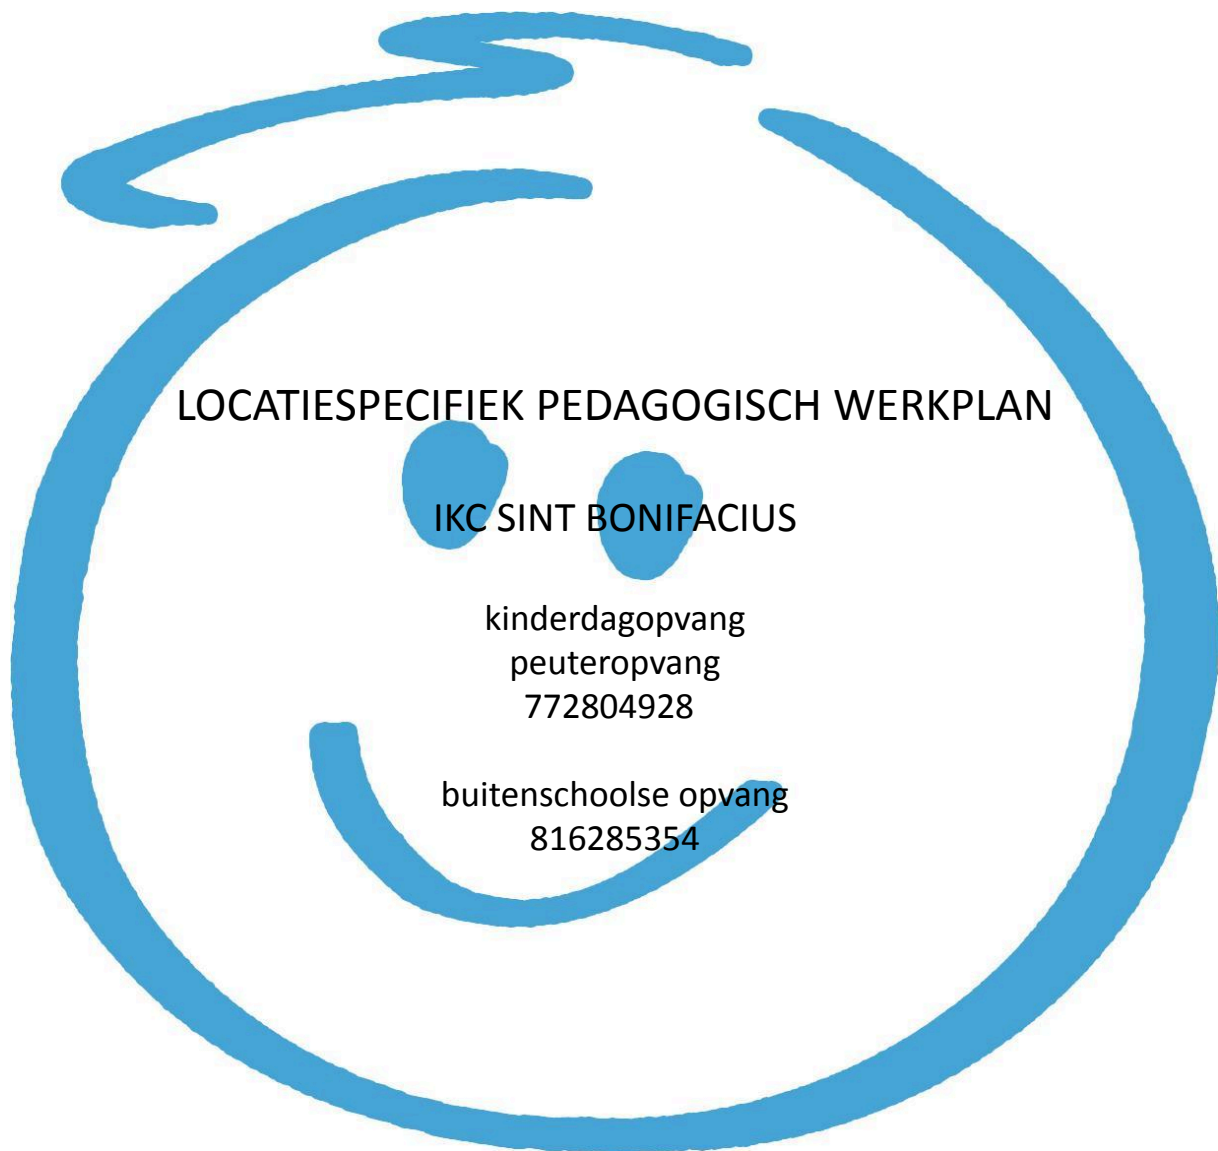 LOCATIESPECIFIEK PEDAGOGISCH WERKPLAN
IKC SINT BONIFACIUS
kinderdagopvang
peuteropvang
772804928
buitenschoolse opvang
816285354